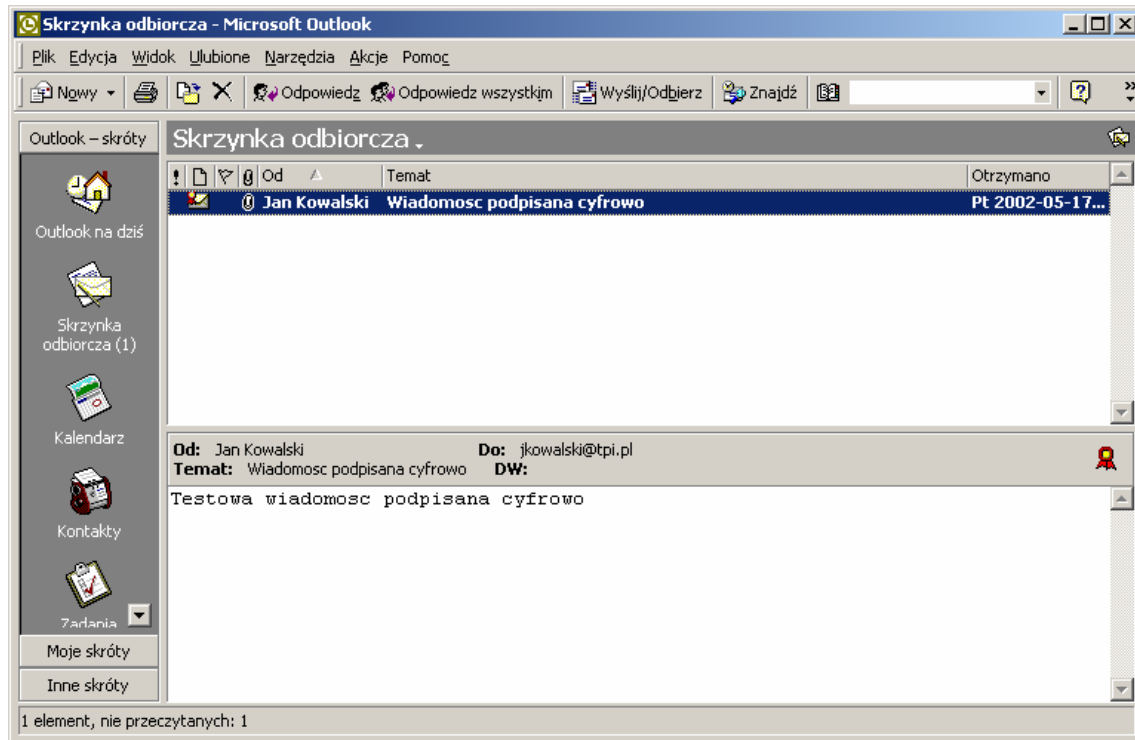 Skrzynka odbiorcza - Microsoft Outlook
Plik Edycja Widok Ulubione Narzędzia Akcje Pomoc
Nowy Odpowiedz Odpowiedz wszystkim Wyślij/Odbierz Znajdź
Outlook – skróty
Skrzynka odbiorcza
Od Temat Otrzymano
Jan Kowalski Wiadomosc podpisana cyfrowo Pt 2002-05-17...
Outlook na dziś
Skrzynka
odbiorcza (1)
Kalendarz
Kontakty
Zadania
Moje skróty
Inne skróty
Od: Jan Kowalski Do: jkowalski@tpi.pl
Temat: Wiadomosc podpisana cyfrowo DW:
Testowa wiadomosc podpisana cyfrowo
1 element, nie przeczytanych: 1